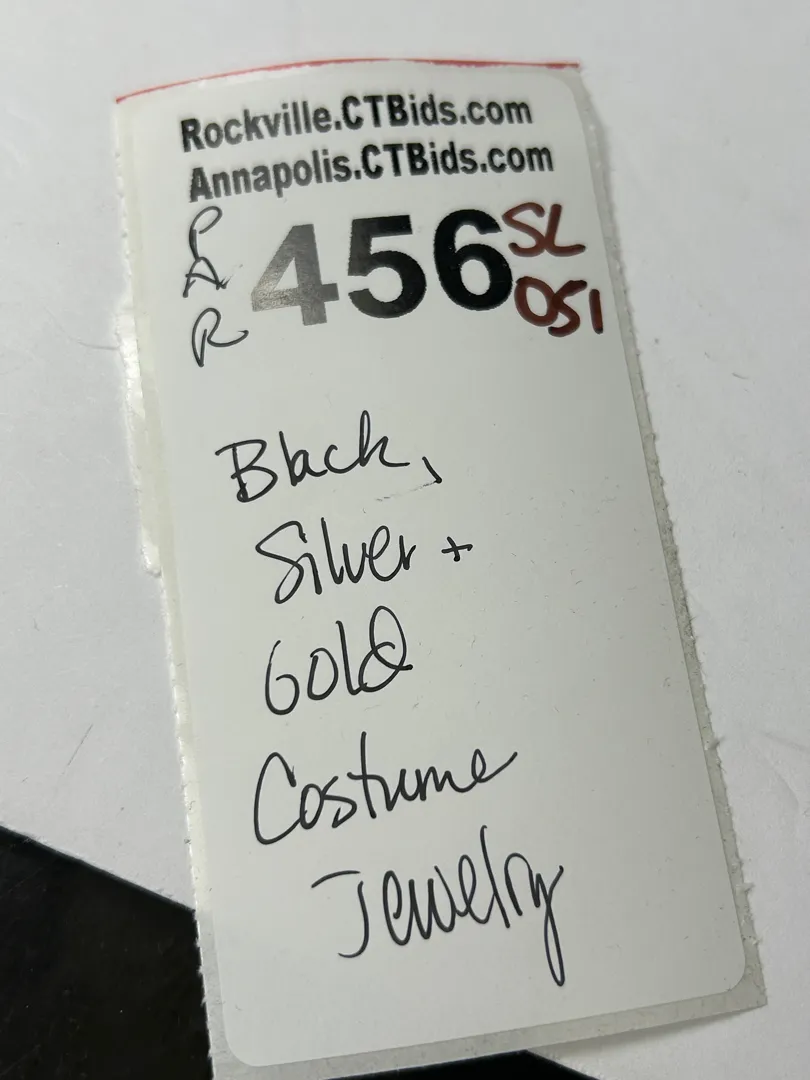 Rockville.CTBids.com
Annapolis.CTBids.com
P
A
R
456
SL
051
Black,
Silver +
Gold
Costume
Jewelry